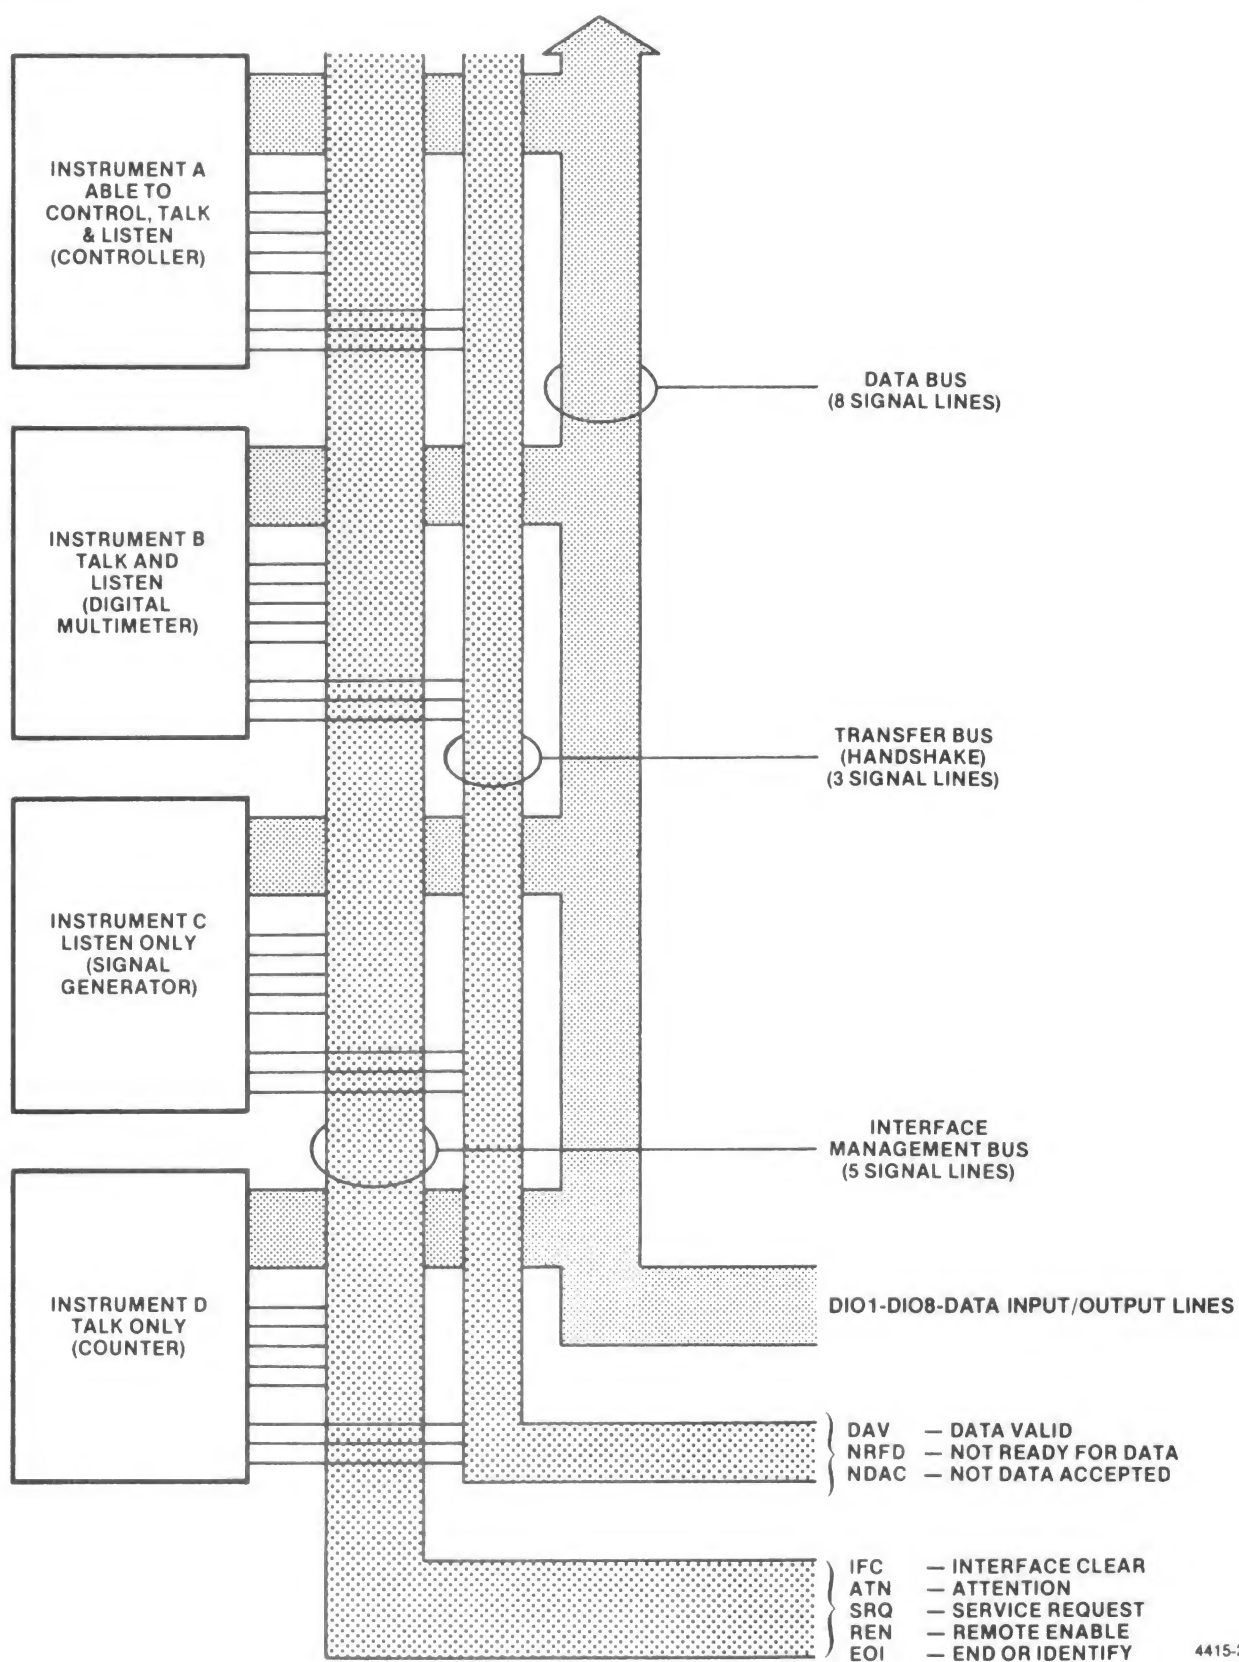 INSTRUMENT A
ABLE TO
CONTROL, TALK
& LISTEN
(CONTROLLER)
DATA BUS
(8 SIGNAL LINES)
INSTRUMENT B
TALK AND
LISTEN
(DIGITAL
MULTIMETER)
TRANSFER BUS
(HANDSHAKE)
(3 SIGNAL LINES)
INSTRUMENT C
LISTEN ONLY
(SIGNAL
GENERATOR)
INTERFACE
MANAGEMENT BUS
(5 SIGNAL LINES)
INSTRUMENT D
TALK ONLY
(COUNTER)
DIO1-DIO8-DATA INPUT/OUTPUT LINES
DAV — DATA VALID
NRFD — NOT READY FOR DATA
NDAC — NOT DATA ACCEPTED
IFC — INTERFACE CLEAR
ATN — ATTENTION
SRQ — SERVICE REQUEST
REN — REMOTE ENABLE
EOI — END OR IDENTIFY